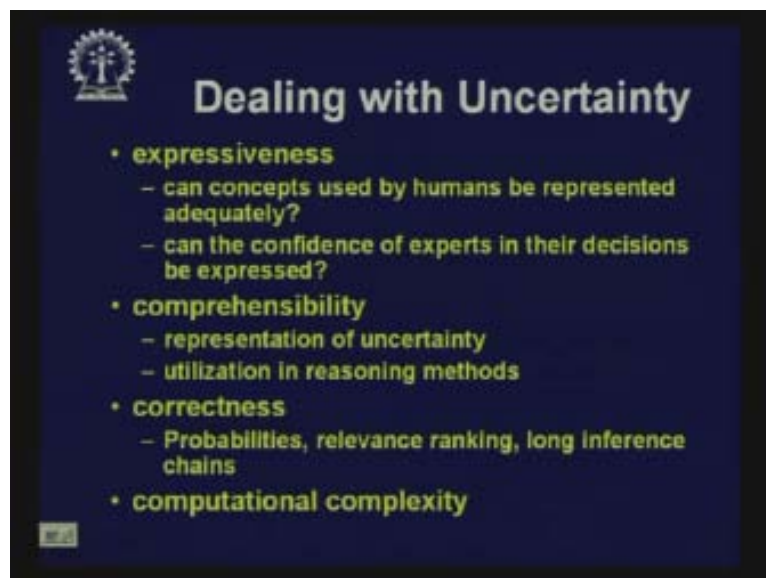 Dealing with Uncertainty
• expressiveness
– can concepts used by humans be represented
adequately?
– can the confidence of experts in their decisions
be expressed?
• comprehensibility
– representation of uncertainty
– utilization in reasoning methods
• correctness
– Probabilities, relevance ranking, long inference
chains
• computational complexity